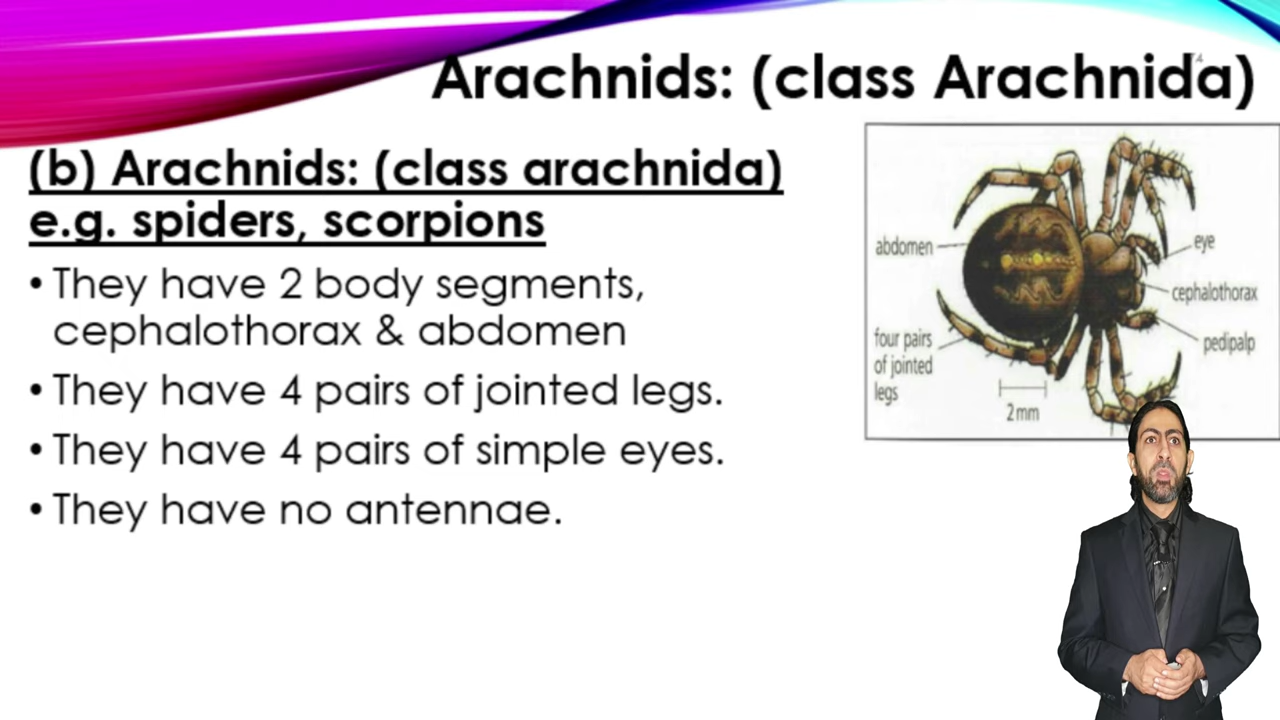 Arachnids: (class Arachnida)
4
(b) Arachnids: (class arachnida)
e.g. spiders, scorpions
• They have 2 body segments,
cephalothorax & abdomen
• They have 4 pairs of jointed legs.
• They have 4 pairs of simple eyes.
• They have no antennae.
abdomen
eye
cephalothorax
four pairs
of jointed
legs
pedipalp
2 mm